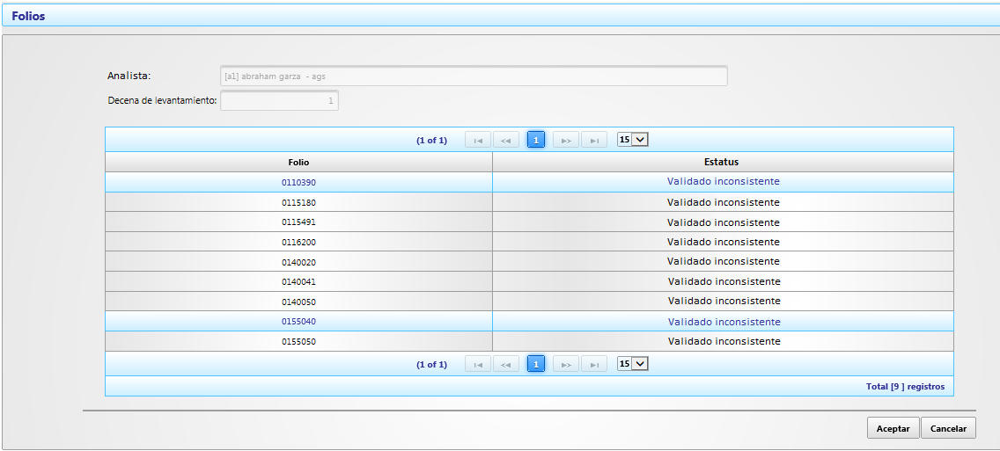 Folios
Analista: [a1] abraham garza - ags
Decena de levantamiento: 1
(1 of 1) 1 15
Folio Estatus
0110390 Validado inconsistente
0115180 Validado inconsistente
0115491 Validado inconsistente
0116200 Validado inconsistente
0140020 Validado inconsistente
0140041 Validado inconsistente
0140050 Validado inconsistente
0155040 Validado inconsistente
0155050 Validado inconsistente
(1 of 1) 1 15
Total [9 ] registros
Aceptar Cancelar